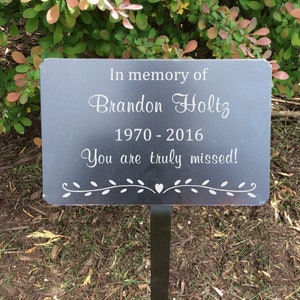 In memory of
Brandon Holtz
1970 - 2016
You are truly missed!